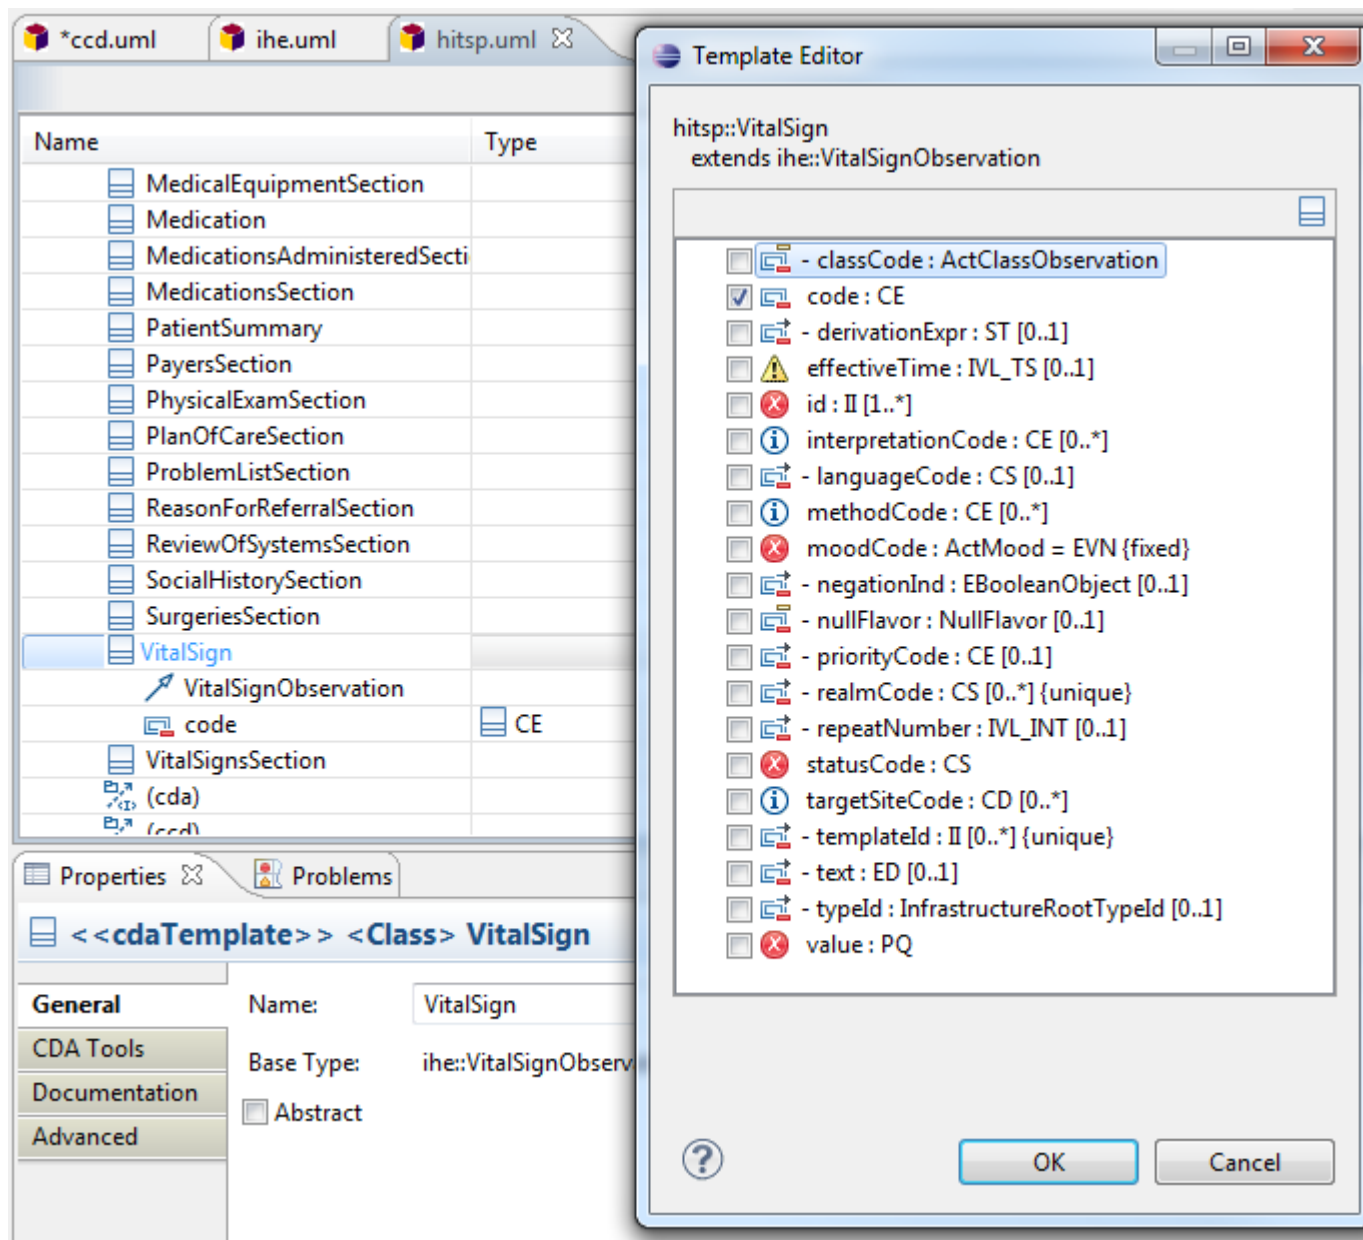 *ccd.uml
ihe.uml
hitsp.uml
Name
Type
MedicalEquipmentSection
Medication
MedicationsAdministeredSecti
MedicationsSection
PatientSummary
PayersSection
PhysicalExamSection
PlanOfCareSection
ProblemListSection
ReasonForReferralSection
ReviewOfSystemsSection
SocialHistorySection
SurgeriesSection
VitalSign
VitalSignObservation
code
CE
VitalSignsSection
(cda)
(ccd)
Properties
Problems
<<cdaTemplate>> <Class> VitalSign
General
CDA Tools
Documentation
Advanced
Name:
VitalSign
Base Type:
ihe::VitalSignObserv
Abstract
Template Editor
hitsp::VitalSign
extends ihe::VitalSignObservation
- classCode : ActClassObservation
code : CE
- derivationExpr : ST [0..1]
effectiveTime : IVL_TS [0..1]
id : II [1..*]
interpretationCode : CE [0..*]
- languageCode : CS [0..1]
methodCode : CE [0..*]
moodCode : ActMood = EVN {fixed}
- negationInd : EBooleanObject [0..1]
- nullFlavor : NullFlavor [0..1]
- priorityCode : CE [0..1]
- realmCode : CS [0..*] {unique}
- repeatNumber : IVL_INT [0..1]
statusCode : CS
targetSiteCode : CD [0..*]
- templateId : II [0..*] {unique}
- text : ED [0..1]
- typeId : InfrastructureRootTypeId [0..1]
value : PQ
?
OK
Cancel